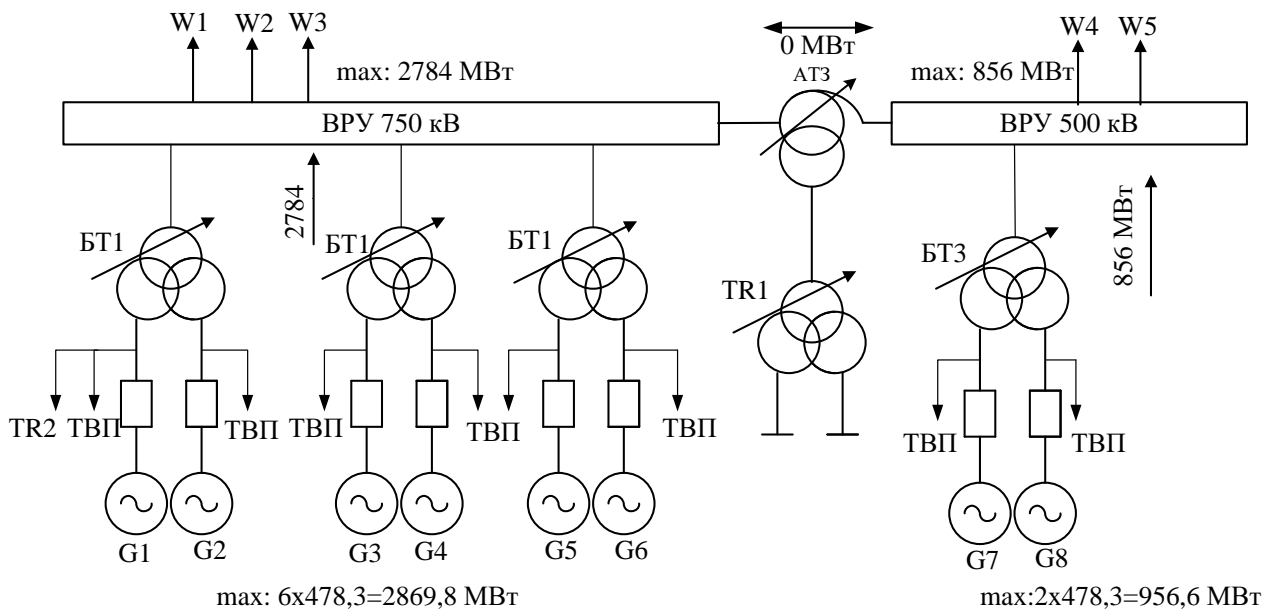 W1 W2 W3
W4 W5
0 МВт
max: 2784 МВт
АТ3
max: 856 МВт
ВРУ 750 кВ
ВРУ 500 кВ
2784
856 МВт
БТ1
БТ1
БТ1
БТ3
TR1
TR2 ТВП
ТВП
ТВП
ТВП
ТВП
ТВП
ТВП
ТВП
G1 G2
G3 G4
G5 G6
G7 G8
max: 6х478,3=2869,8 МВт
max:2х478,3=956,6 МВт